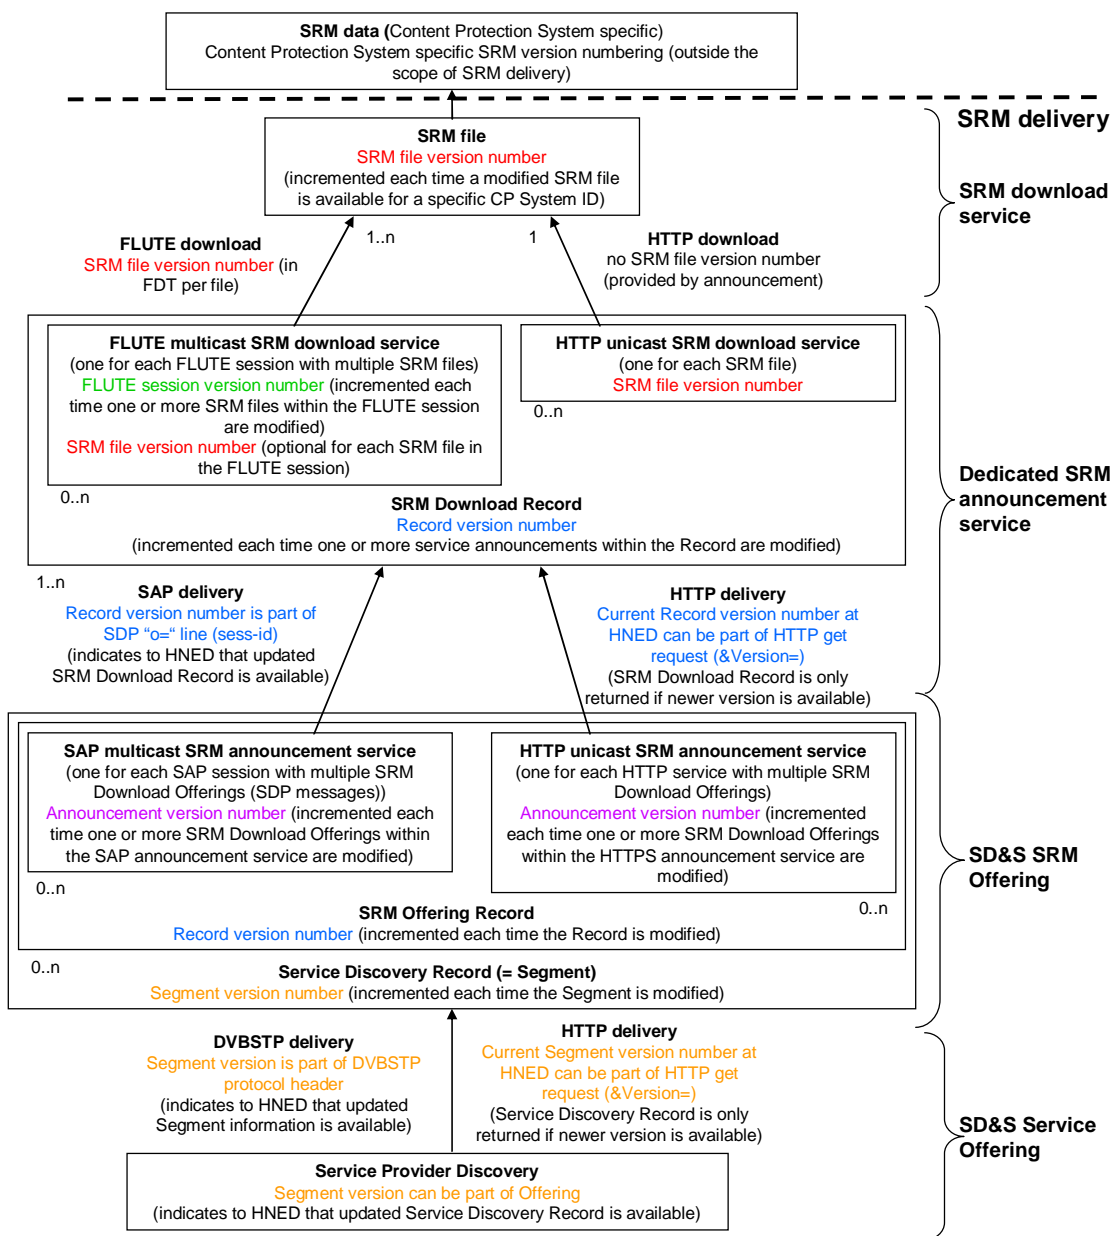 SRM data (Content Protection System specific)
Content Protection System specific SRM version numbering (outside the
scope of SRM delivery)
SRM delivery
SRM file
SRM file version number
(incremented each time a modified SRM file
is available for a specific CP System ID)
SRM download
service
1..n
1
FLUTE download
SRM file version number (in
FDT per file)
HTTP download
no SRM file version number
(provided by announcement)
FLUTE multicast SRM download service
(one for each FLUTE session with multiple SRM files)
FLUTE session version number (incremented each
time one or more SRM files within the FLUTE session
are modified)
SRM file version number (optional for each SRM file in
the FLUTE session)
0..n
HTTP unicast SRM download service
(one for each SRM file)
SRM file version number
0..n
SRM Download Record
Record version number
(incremented each time one or more service announcements within the Record are modified)
Dedicated SRM
announcement
service
1..n
SAP delivery
Record version number is part of
SDP “o=“ line (sess-id)
(indicates to HNED that updated
SRM Download Record is available)
HTTP delivery
Current Record version number at
HNED can be part of HTTP get
request (&Version=)
(SRM Download Record is only
returned if newer version is available)
SAP multicast SRM announcement service
(one for each SAP session with multiple SRM
Download Offerings (SDP messages))
Announcement version number (incremented each
time one or more SRM Download Offerings within
the SAP announcement service are modified)
0..n
HTTP unicast SRM announcement service
(one for each HTTP service with multiple SRM
Download Offerings)
Announcement version number (incremented
each time one or more SRM Download Offerings
within the HTTPS announcement service are
modified)
0..n
SRM Offering Record
Record version number (incremented each time the Record is modified)
0..n
Service Discovery Record (= Segment)
Segment version number (incremented each time the Segment is modified)
SD&S SRM
Offering
DVBSTP delivery
Segment version is part of DVBSTP
protocol header
(indicates to HNED that updated
Segment information is available)
HTTP delivery
Current Segment version number at
HNED can be part of HTTP get
request (&Version=)
(Service Discovery Record is only
returned if newer version is available)
SD&S Service
Offering
Service Provider Discovery
Segment version can be part of Offering
(indicates to HNED that updated Service Discovery Record is available)